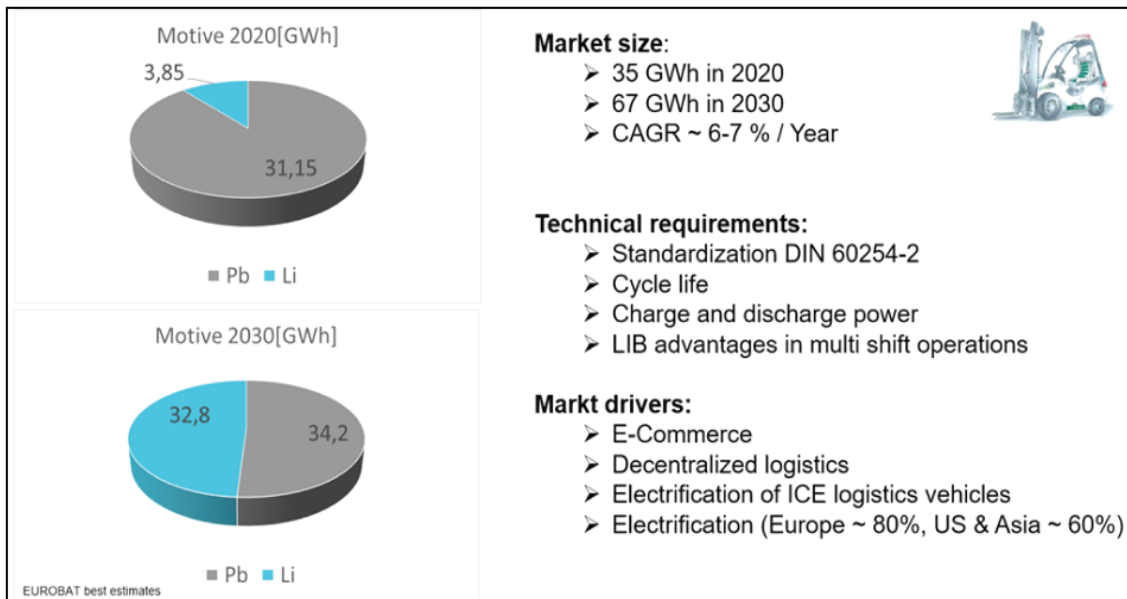 Motive 2020[GWh]
3,85
31,15
Pb Li
Motive 2030[GWh]
32,8
34,2
Pb Li
EUROBAT best estimates
Market size:
➢ 35 GWh in 2020
➢ 67 GWh in 2030
➢ CAGR ~ 6-7 % / Year
Technical requirements:
➢ Standardization DIN 60254-2
➢ Cycle life
➢ Charge and discharge power
➢ LIB advantages in multi shift operations
Markt drivers:
➢ E-Commerce
➢ Decentralized logistics
➢ Electrification of ICE logistics vehicles
➢ Electrification (Europe ~ 80%, US & Asia ~ 60%)